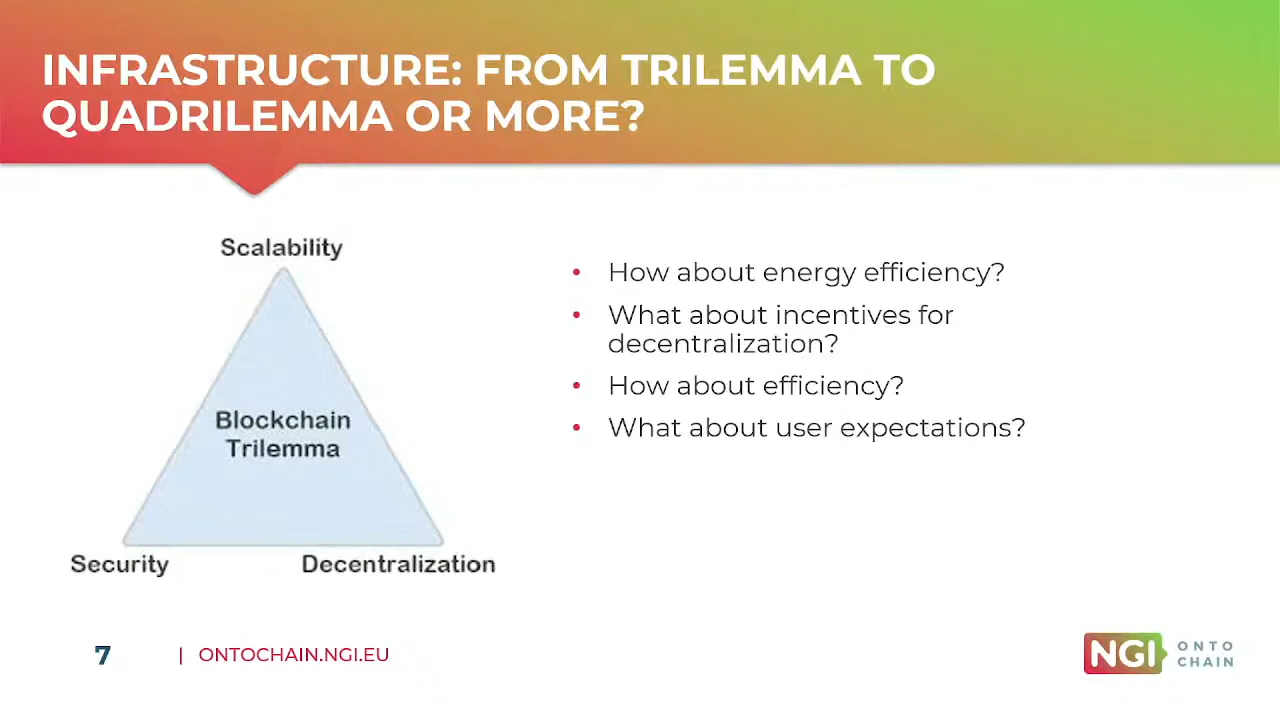 INFRASTRUCTURE: FROM TRILEMMA TO
QUADRILEMMA OR MORE?
Scalability
Blockchain
Trilemma
Security
Decentralization
• How about energy efficiency?
• What about incentives for
decentralization?
• How about efficiency?
• What about user expectations?
7
| ONTOCHAIN.NGI.EU
NGI
ONTO
CHAIN